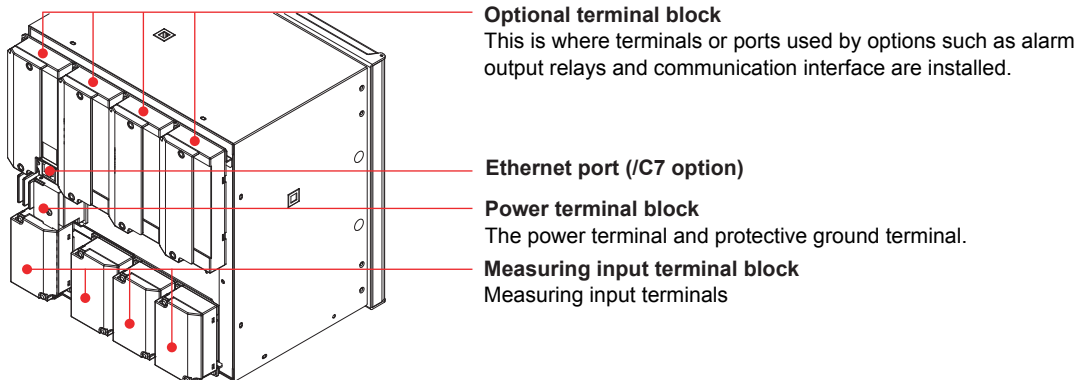 Optional terminal block
This is where terminals or ports used by options such as alarm
output relays and communication interface are installed.
Ethernet port (/C7 option)
Power terminal block
The power terminal and protective ground terminal.
Measuring input terminal block
Measuring input terminals